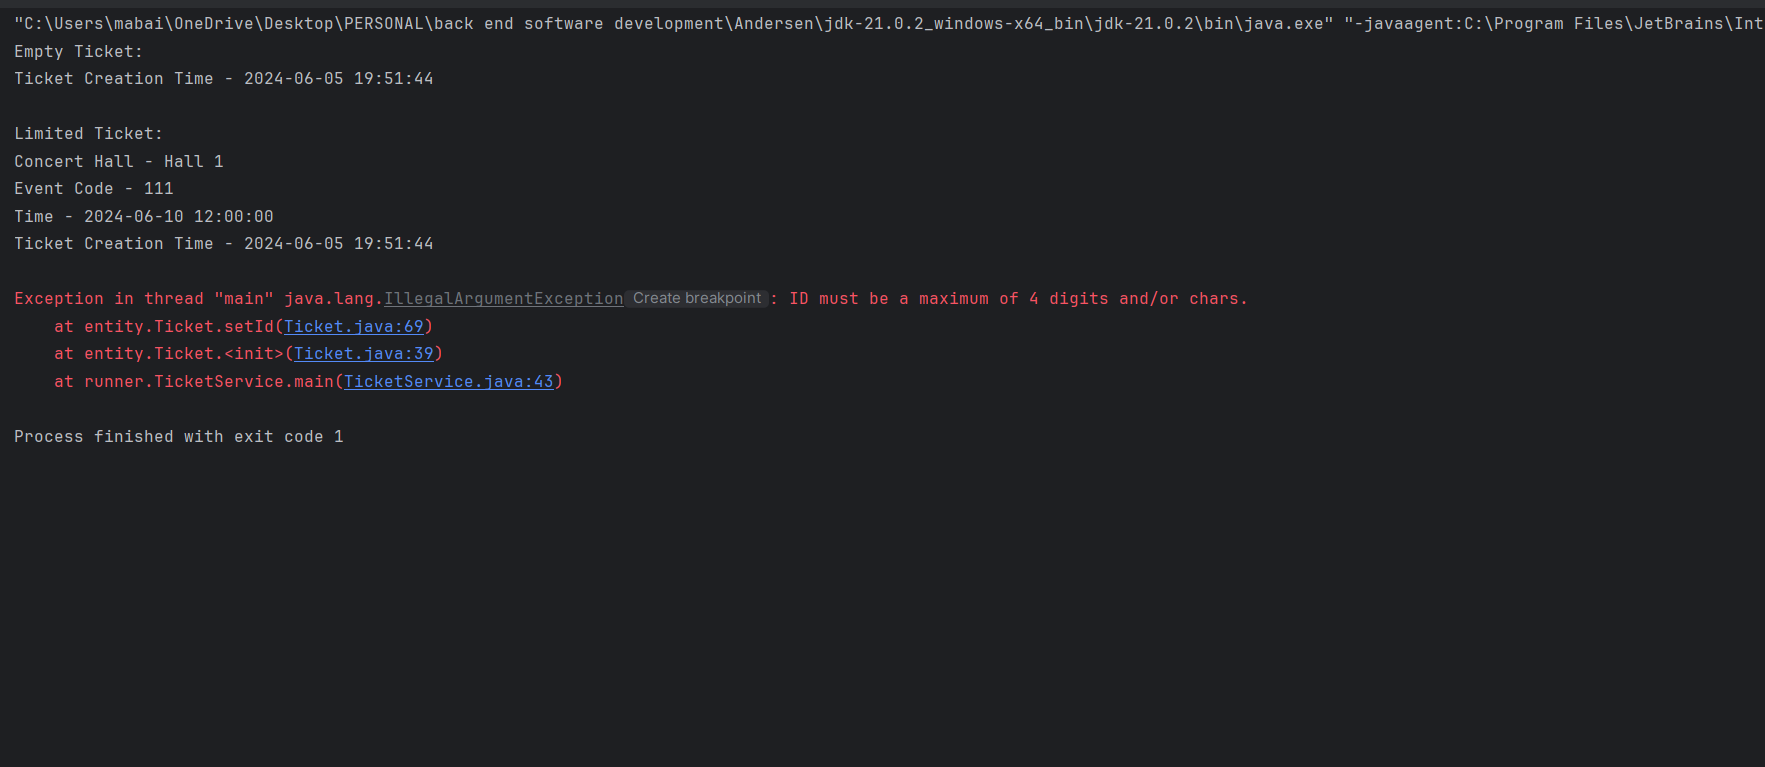 "C:\Users\mabai\OneDrive\Desktop\PERSONAL\back end software development\Andersen\jdk-21.0.2_windows-x64_bin\jdk-21.0.2\bin\java.exe" "-javaagent:C:\Program Files\JetBrains\Int
Empty Ticket:
Ticket Creation Time - 2024-06-05 19:51:44
Limited Ticket:
Concert Hall - Hall 1
Event Code - 111
Time - 2024-06-10 12:00:00
Ticket Creation Time - 2024-06-05 19:51:44
Exception in thread "main" java.lang.IllegalArgumentException Create breakpoint : ID must be a maximum of 4 digits and/or chars.
at entity.Ticket.setId(Ticket.java:69)
at entity.Ticket.<init>(Ticket.java:39)
at runner.TicketService.main(TicketService.java:43)
Process finished with exit code 1